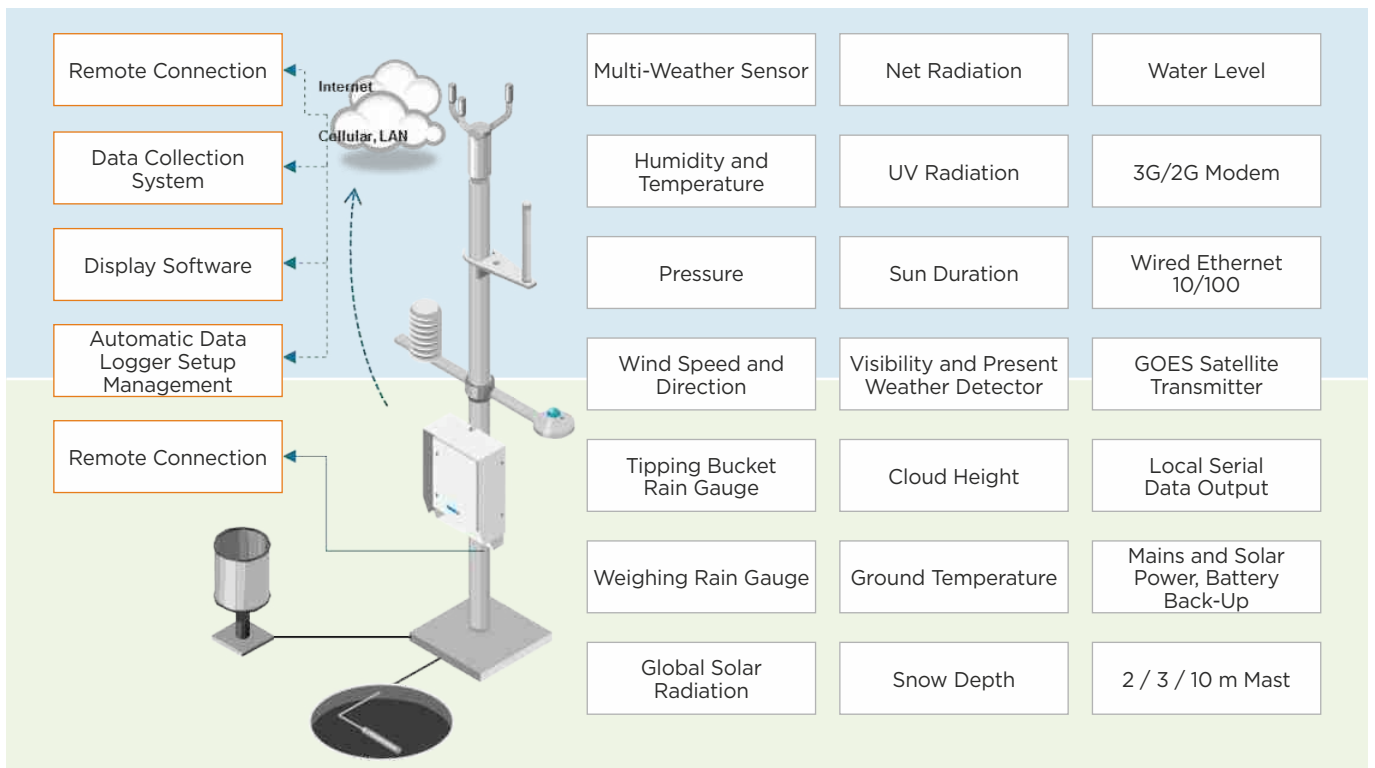 Remote Connection
Data Collection
System
Display Software
Automatic Data
Logger Setup
Management
Remote Connection
Internet
Cellular, LAN
Multi-Weather Sensor
Humidity and
Temperature
Pressure
Wind Speed and
Direction
Tipping Bucket
Rain Gauge
Weighing Rain Gauge
Global Solar
Radiation
Net Radiation
UV Radiation
Sun Duration
Visibility and Present
Weather Detector
Cloud Height
Ground Temperature
Snow Depth
Water Level
3G/2G Modem
Wired Ethernet
10/100
GOES Satellite
Transmitter
Local Serial
Data Output
Mains and Solar
Power, Battery
Back-Up
2 / 3 / 10 m Mast